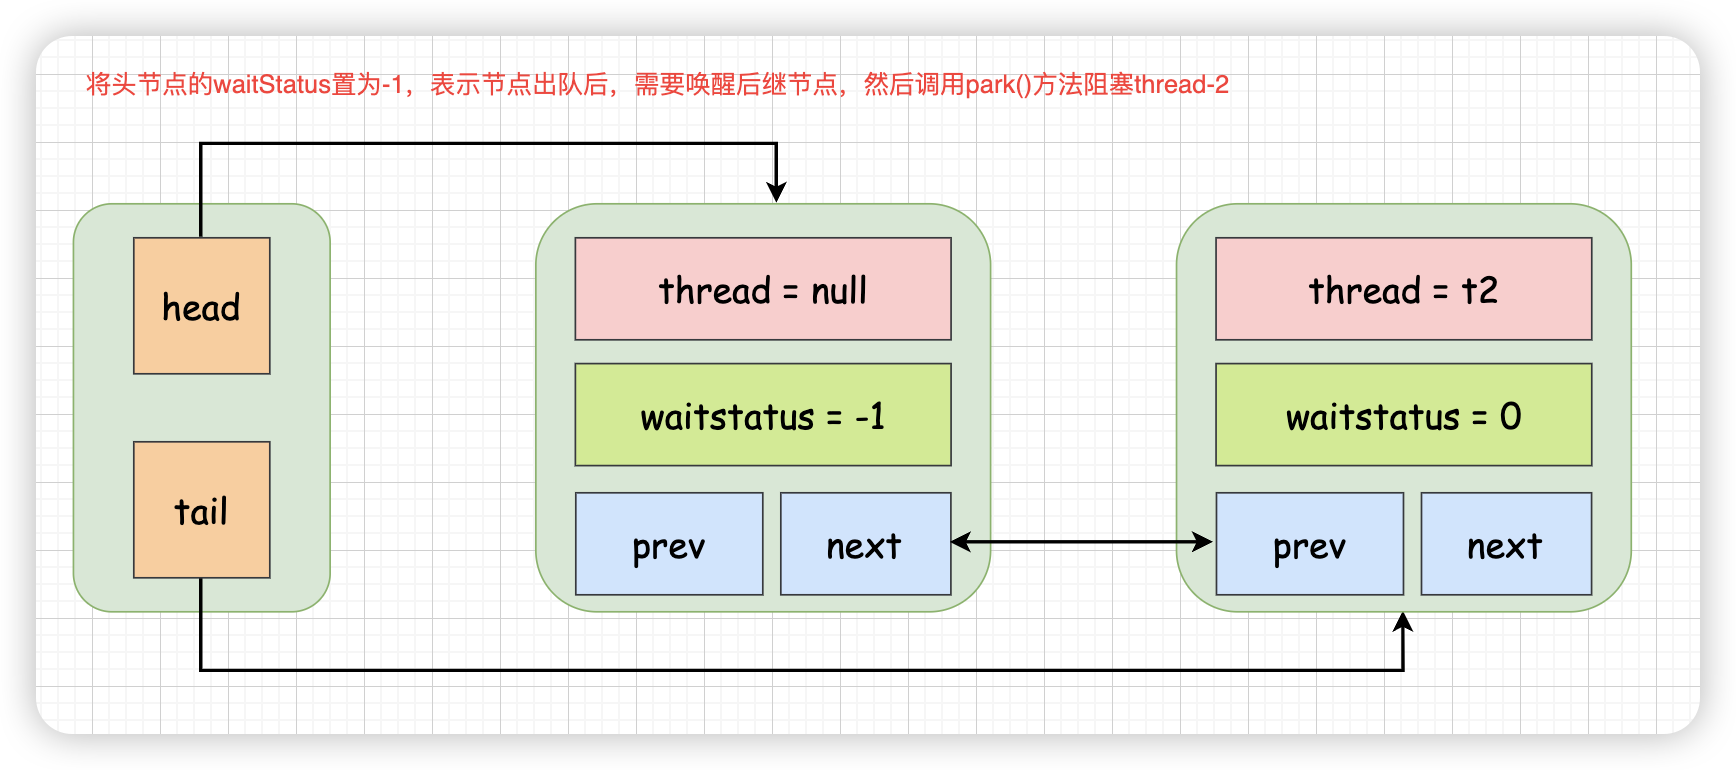 将头节点的waitStatus置为-1，表示节点出队后，需要唤醒后继节点，然后调用park()方法阻塞thread-2
head
tail
thread = null
waitstatus = -1
prev
next
thread = t2
waitstatus = 0
prev
next